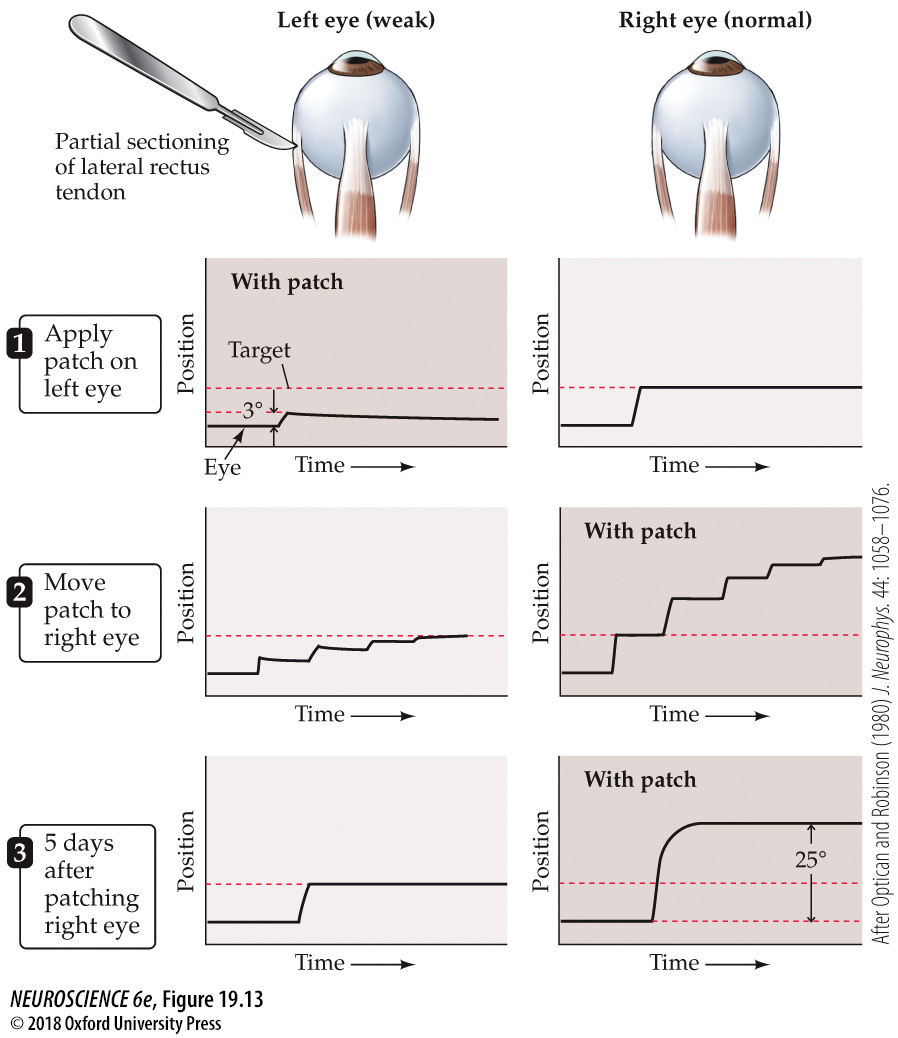 Left eye (weak)
Right eye (normal)
Partial sectioning
of lateral rectus
tendon
1
Apply
patch on
left eye
With patch
Position
Target
3°
Eye
Time
Position
Time
2
Move
patch to
right eye
Position
Time
With patch
Position
Time
3
5 days
after
patching
right eye
Position
Time
With patch
Position
25°
Time
After Optican and Robinson (1980) J. Neurophys. 44: 1058–1076.
NEUROSCIENCE 6e, Figure 19.13
© 2018 Oxford University Press